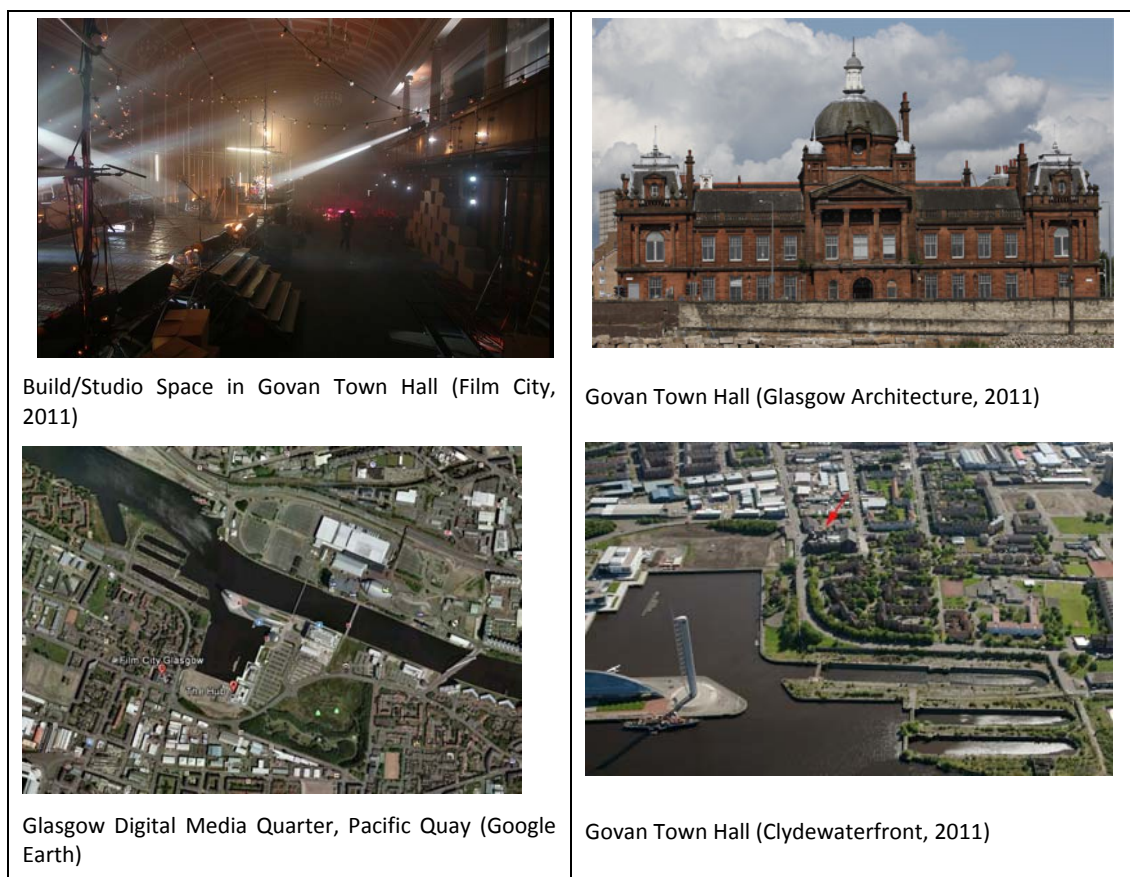 Build/Studio Space in Govan Town Hall (Film City,
2011)
Govan Town Hall (Glasgow Architecture, 2011)
Film City Glasgow
The Hub
Glasgow Digital Media Quarter, Pacific Quay (Google
Earth)
Govan Town Hall (Clydewaterfront, 2011)